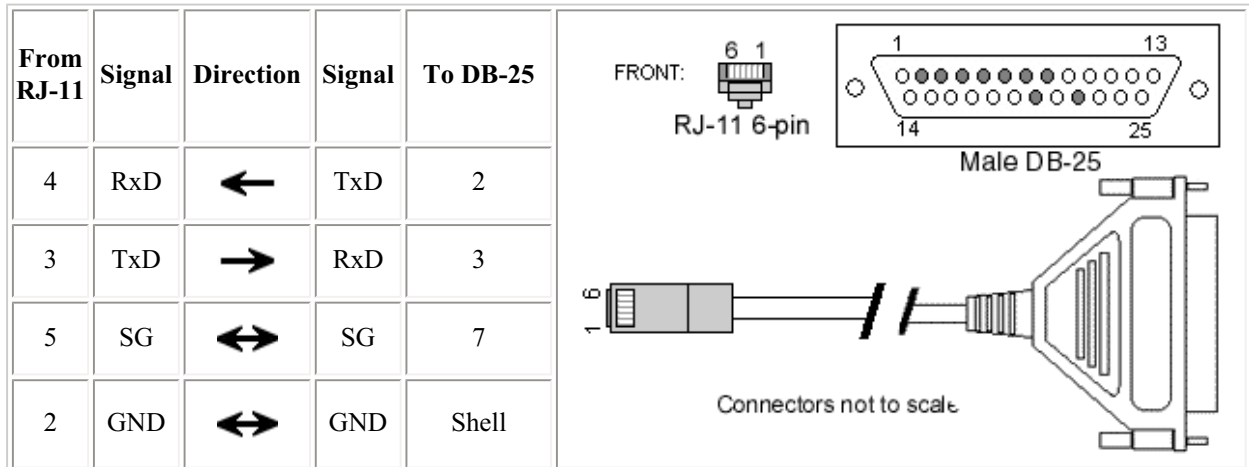 From RJ-11 Signal Direction Signal To DB-25
4 RxD TxD 2
3 TxD RxD 3
5 SG SG 7
2 GND GND Shell
FRONT:
6 1
RJ-11 6-pin
1 13
14 25
Male DB-25
6
1
Connectors not to scale